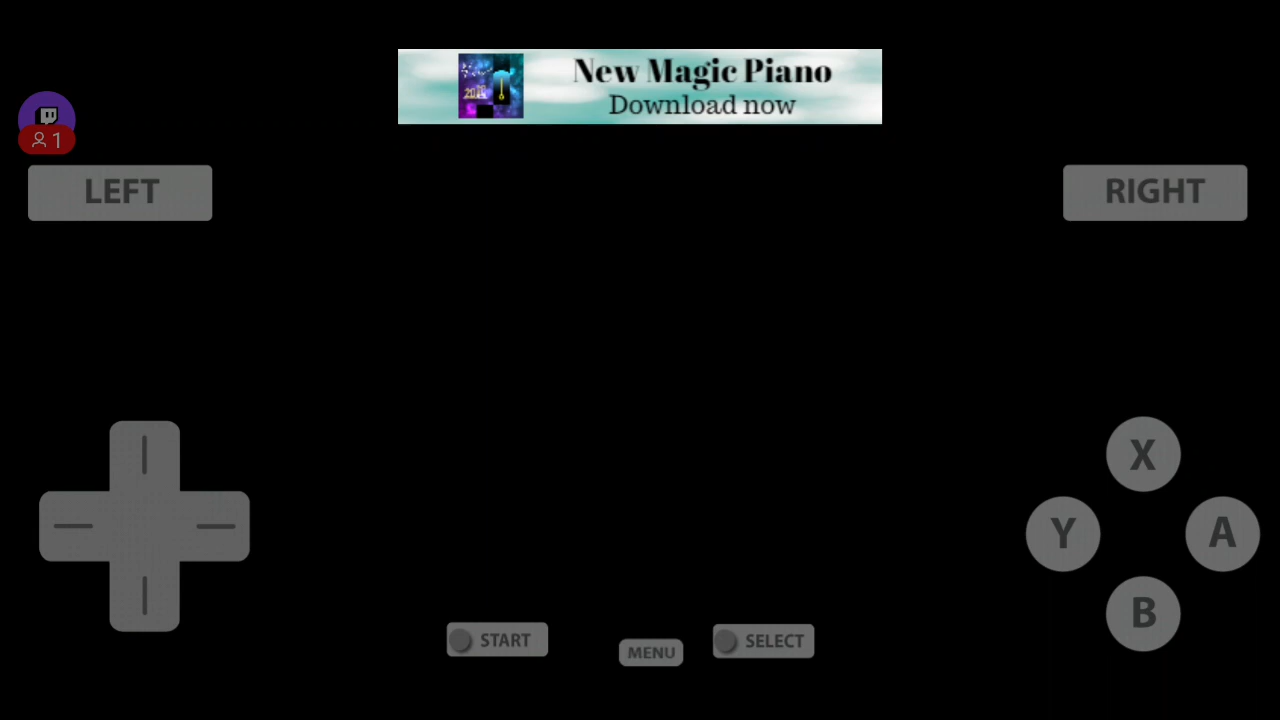 New Magic Piano
Download now
1
LEFT
RIGHT
X
Y
A
B
START
SELECT
MENU